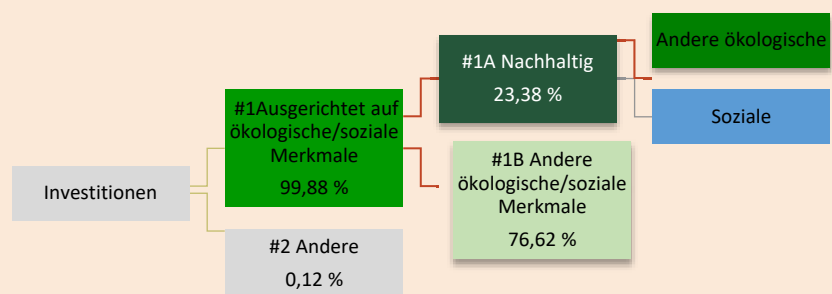 Investitionen
#1Ausgerichtet auf
ökologische/soziale
Merkmale
99,88 %
#2 Andere
0,12 %
#1A Nachhaltig
23,38 %
#1B Andere
ökologische/soziale
Merkmale
76,62 %
Andere ökologische
Soziale